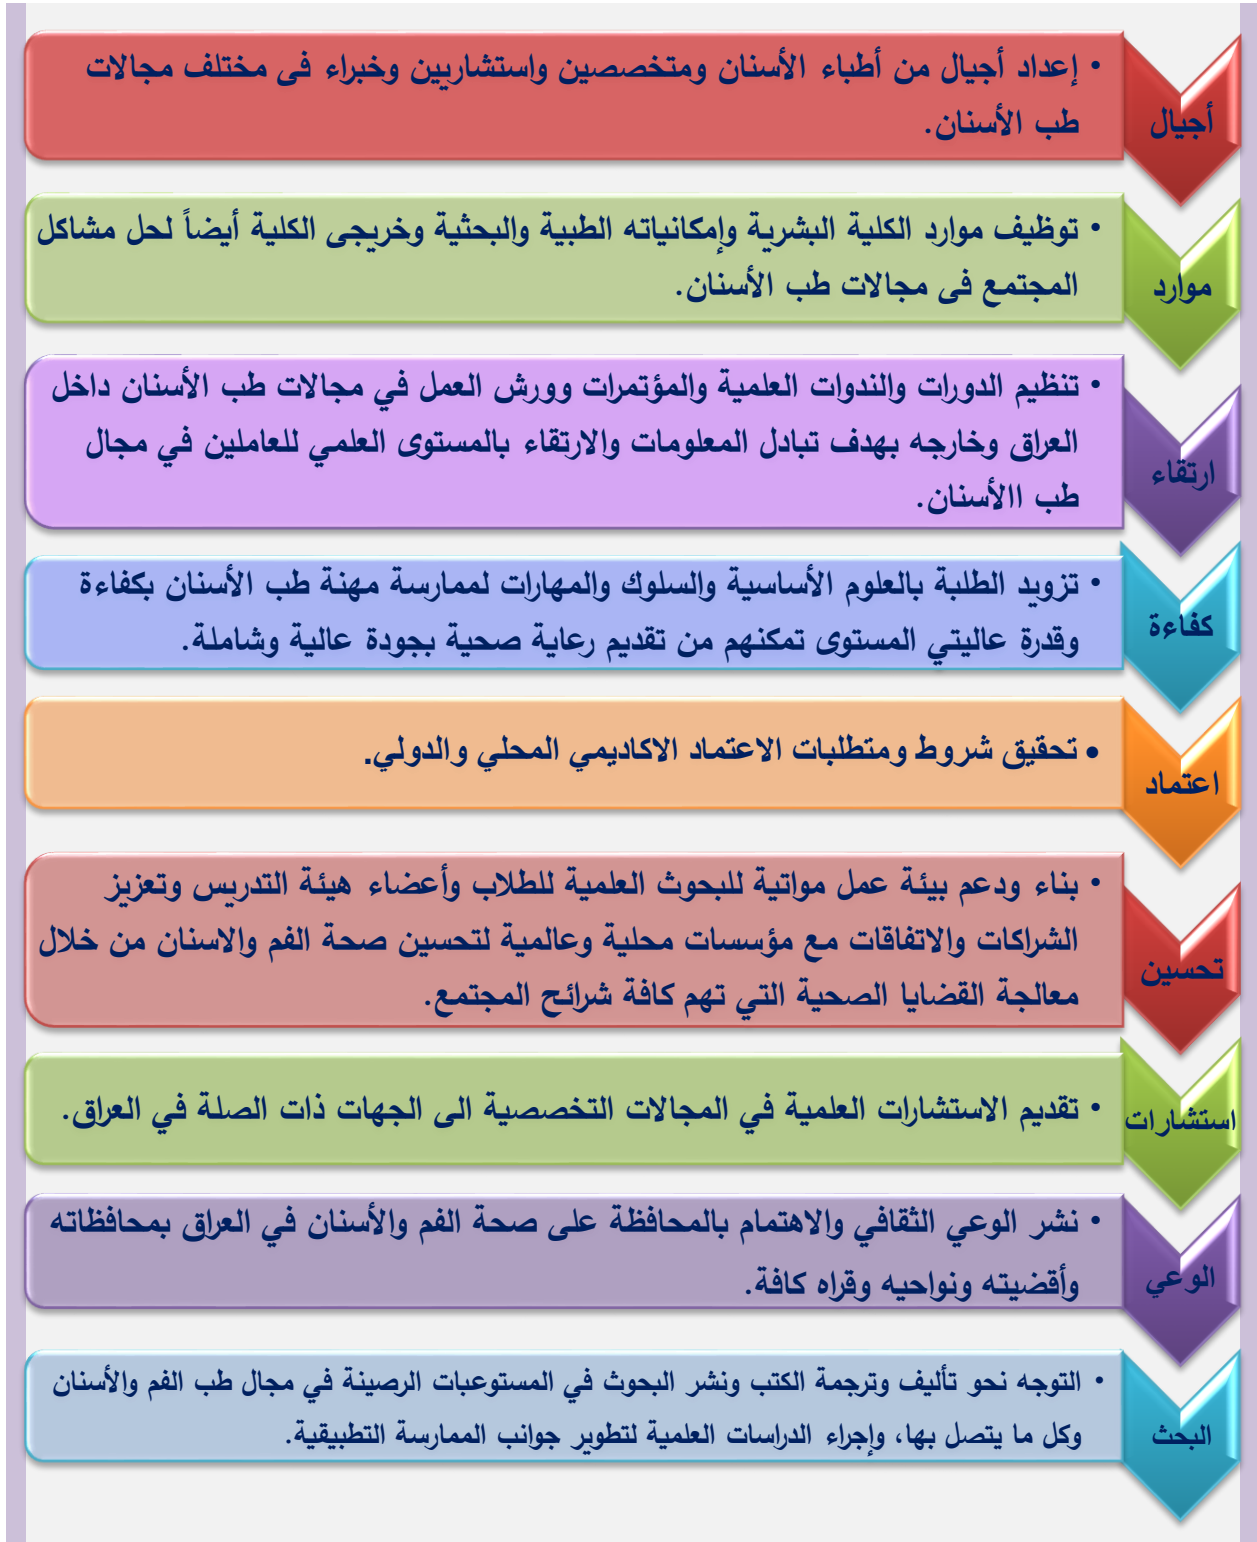 أجيال
• إعداد أجيال من أطباء الأسنان ومتخصصين واستشاريين وخبراء فى مختلف مجالات
طب الأسنان.
موارد
• توظيف موارد الكلية البشرية وإمكانياته الطبية والبحثية وخريجى الكلية أيضاً لحل مشاكل
المجتمع فى مجالات طب الأسنان.
ارتقاء
• تنظيم الدورات والندوات العلمية والمؤتمرات وورش العمل في مجالات طب الأسنان داخل
العراق وخارجه بهدف تبادل المعلومات والارتقاء بالمستوى العلمي للعاملين في مجال
طب االأسنان.
كفاءة
• تزويد الطلبة بالعلوم الأساسية والسلوك والمهارات لممارسة مهنة طب الأسنان بكفاءة
وقدرة عاليتي المستوى تمكنهم من تقديم رعاية صحية بجودة عالية وشاملة.
اعتماد
• تحقيق شروط ومتطلبات الاعتماد الاكاديمي المحلي والدولي.
تحسين
• بناء ودعم بيئة عمل مواتية للبحوث العلمية للطلاب وأعضاء هيئة التدريس وتعزيز
الشراكات والاتفاقات مع مؤسسات محلية وعالمية لتحسين صحة الفم والاسنان من خلال
معالجة القضايا الصحية التي تهم كافة شرائح المجتمع.
استشارات
• تقديم الاستشارات العلمية في المجالات التخصصية الى الجهات ذات الصلة في العراق.
الوعي
• نشر الوعي الثقافي والاهتمام بالمحافظة على صحة الفم والأسنان في العراق بمحافظاته
وأقضيته ونواحيه وقراه كافة.
البحث
• التوجه نحو تأليف وترجمة الكتب ونشر البحوث في المستوعبات الرصينة في مجال طب الفم والأسنان
وكل ما يتصل بها، وإجراء الدراسات العلمية لتطوير جوانب الممارسة التطبيقية.